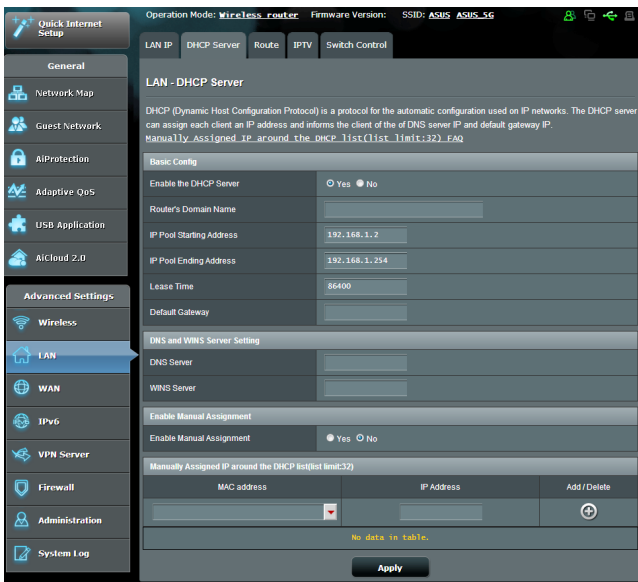 Quick Internet
Setup
Operation Mode: Wireless router Firmware Version: SSID: ASUS ASUS_5G
LAN IP DHCP Server Route IPTV Switch Control
General
Network Map
Guest Network
AiProtection
Adaptive QoS
USB Application
AiCloud 2.0
Advanced Settings
Wireless
LAN
WAN
IPv6
VPN Server
Firewall
Administration
System Log
LAN - DHCP Server
DHCP (Dynamic Host Configuration Protocol) is a protocol for the automatic configuration used on IP networks. The DHCP server
can assign each client an IP address and informs the client of the of DNS server IP and default gateway IP.
Manually Assigned IP around the DHCP list(list limit:32) FAQ
Basic Config
Enable the DHCP Server Yes No
Router's Domain Name
IP Pool Starting Address 192.168.1.2
IP Pool Ending Address 192.168.1.254
Lease Time 86400
Default Gateway
DNS and WINS Server Setting
DNS Server
WINS Server
Enable Manual Assignment
Enable Manual Assignment Yes No
Manually Assigned IP around the DHCP list(list limit:32)
MAC address IP Address Add / Delete
No data in table.
Apply